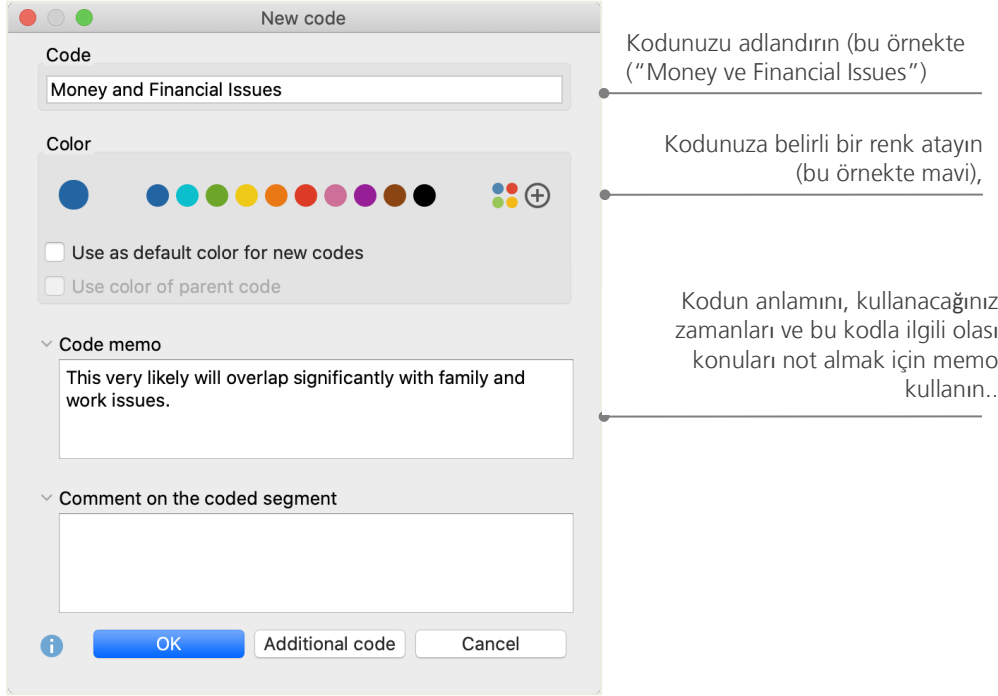 New code
Code
Money and Financial Issues
Color
Use as default color for new codes
Use color of parent code
Code memo
This very likely will overlap significantly with family and
work issues.
Comment on the coded segment
OK
Additional code
Cancel
Kodunuzu adlandırın (bu örnekte
(“Money ve Financial Issues”)
Kodunuza belirli bir renk atayın
(bu örnekte mavi),
Kodun anlamını, kullanacağınız
zamanları ve bu kodla ilgili olası
konuları not almak için memo
kullanın..